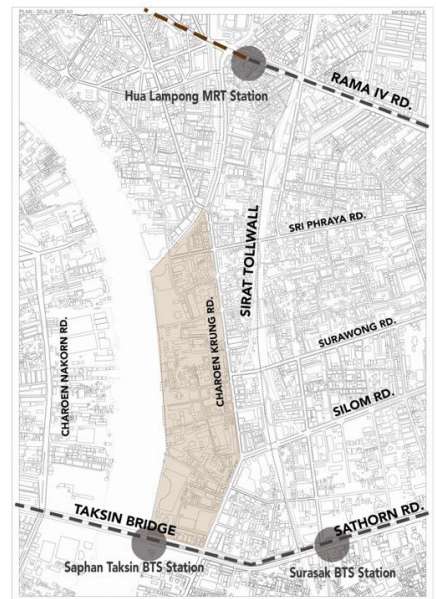 PLAN - SCALE SIZE A0
MICRO-SCALE
RAMA IV RD.
Hua Lampong MRT Station
SIRAT TOLLWALL
SRI PHRAYA RD.
CHAROEN KRUNG RD.
CHAROEN NAKORN RD.
SURAWONG RD.
SILOM RD.
TAKSIN BRIDGE
SATHORN RD.
Saphan Taksin BTS Station
Surasak BTS Station